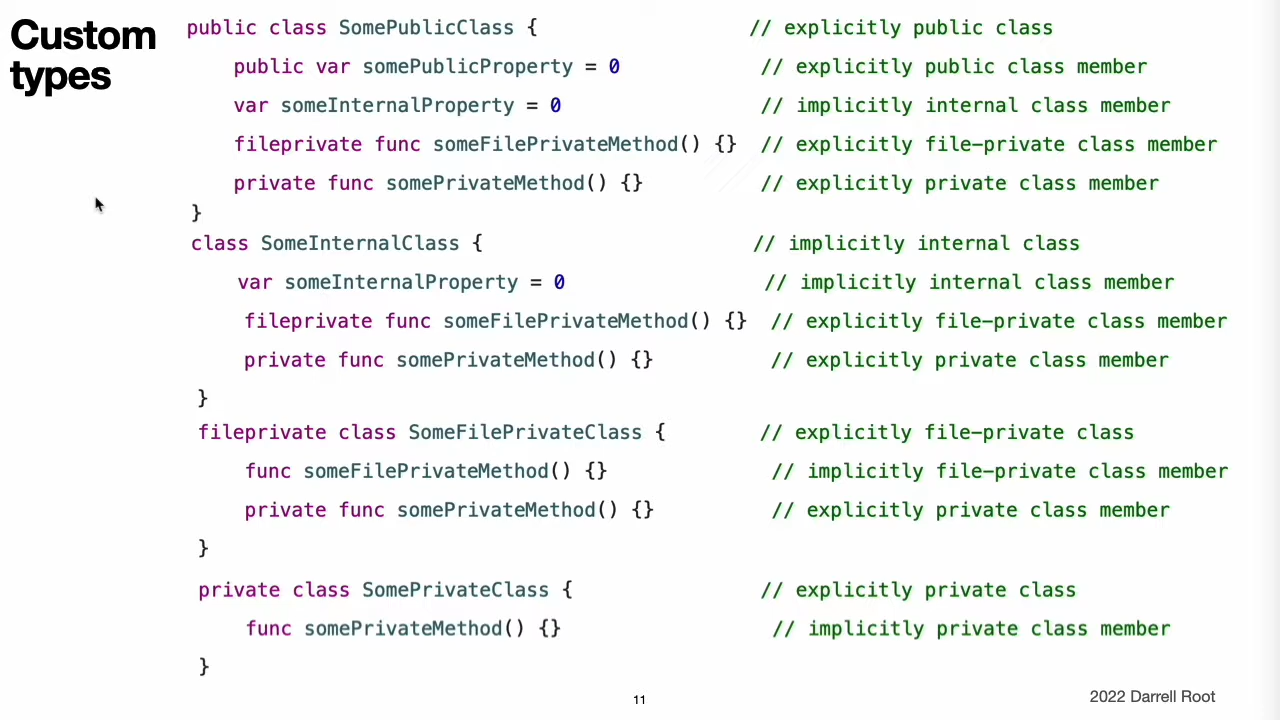 Custom
types
public class SomePublicClass {                  // explicitly public class
    public var somePublicProperty = 0            // explicitly public class member
    var someInternalProperty = 0                 // implicitly internal class member
    fileprivate func someFilePrivateMethod() {}  // explicitly file-private class member
    private func somePrivateMethod() {}          // explicitly private class member
}
class SomeInternalClass {                       // implicitly internal class
    var someInternalProperty = 0                 // implicitly internal class member
    fileprivate func someFilePrivateMethod() {}  // explicitly file-private class member
    private func somePrivateMethod() {}          // explicitly private class member
}
fileprivate class SomeFilePrivateClass {        // explicitly file-private class
    func someFilePrivateMethod() {}              // implicitly file-private class member
    private func somePrivateMethod() {}          // explicitly private class member
}
private class SomePrivateClass {                // explicitly private class
    func somePrivateMethod() {}                  // implicitly private class member
}
11
2022 Darrell Root